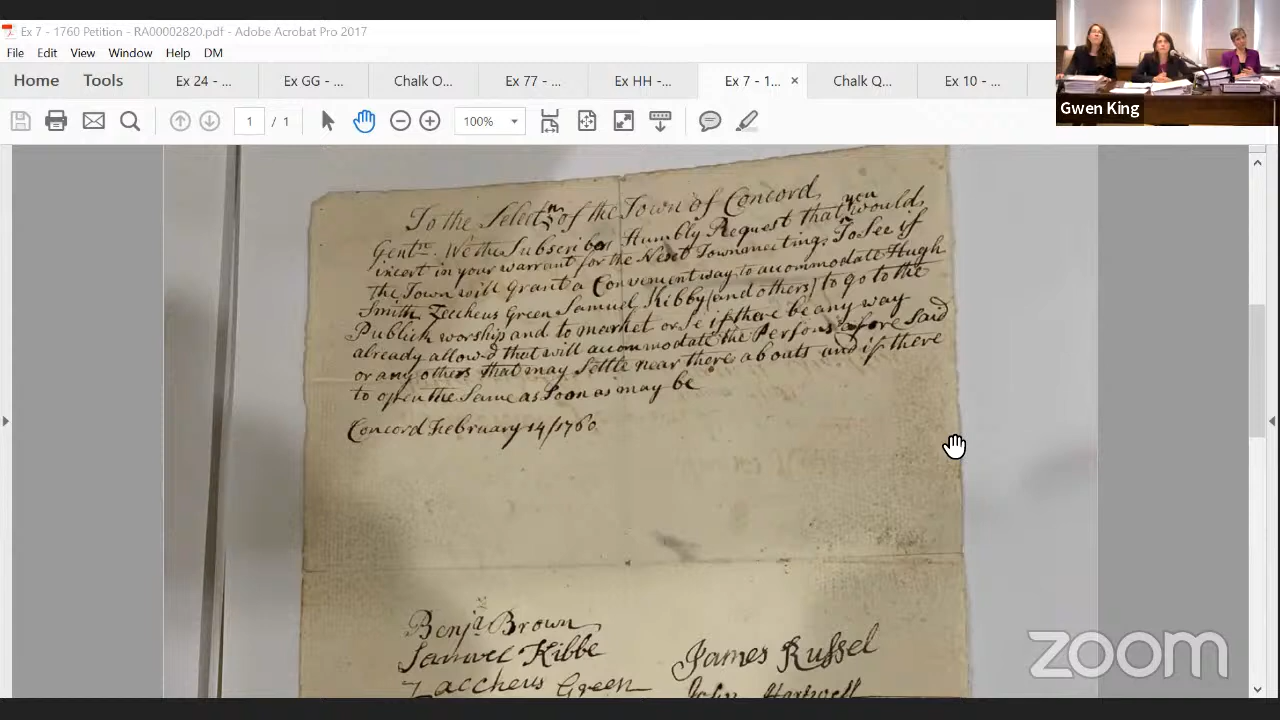 Ex 7 - 1760 Petition - RA00002820.pdf - Adobe Acrobat Pro 2017
File Edit View Window Help DM
Home Tools Ex 24 - ... Ex GG - ... Chalk O... Ex 77 - ... Ex HH -... Ex 7 - 1... × Chalk Q... Ex 10 - ...
1 / 1 100%
Gwen King
To the Selectmn of the Town of Concord
Gentn. We the Subscribers Humbly Request that you would
incert in your warrant for the Next Townmeeting. To See if
the Town will Grant a Convenient way to accommodate Hugh
Smith, Zeccheus Green Samuel Kibby (and others) to go to the
Publick worship and to market or Se if there be any way
already allow-d that will accommodate the Persons afore Said
or any others that may Settle near there abouts and if there
to open the Same as Soon as may be
Concord February 14/1760
Benja Brown
Samuel Kibbe
Zaccheus Green
James Russel
John Hartwell
zoom